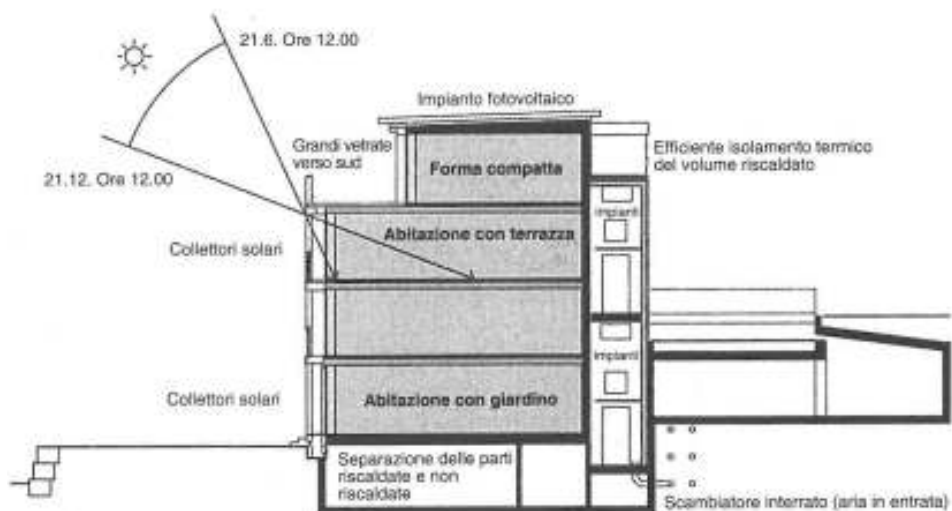 21.6. Ore 12.00
Impianto fotovoltaico
Grandi vetrate
verso sud
Efficiente isolamento termico
del volume riscaldato
Forma compatta
21.12. Ore 12.00
impianti
Abitazione con terrazza
Collettori solari
impianti
Collettori solari
Abitazione con giardino
Separazione delle parti
riscaldate e non
riscaldate
Scambiatore interrato (aria in entrata)